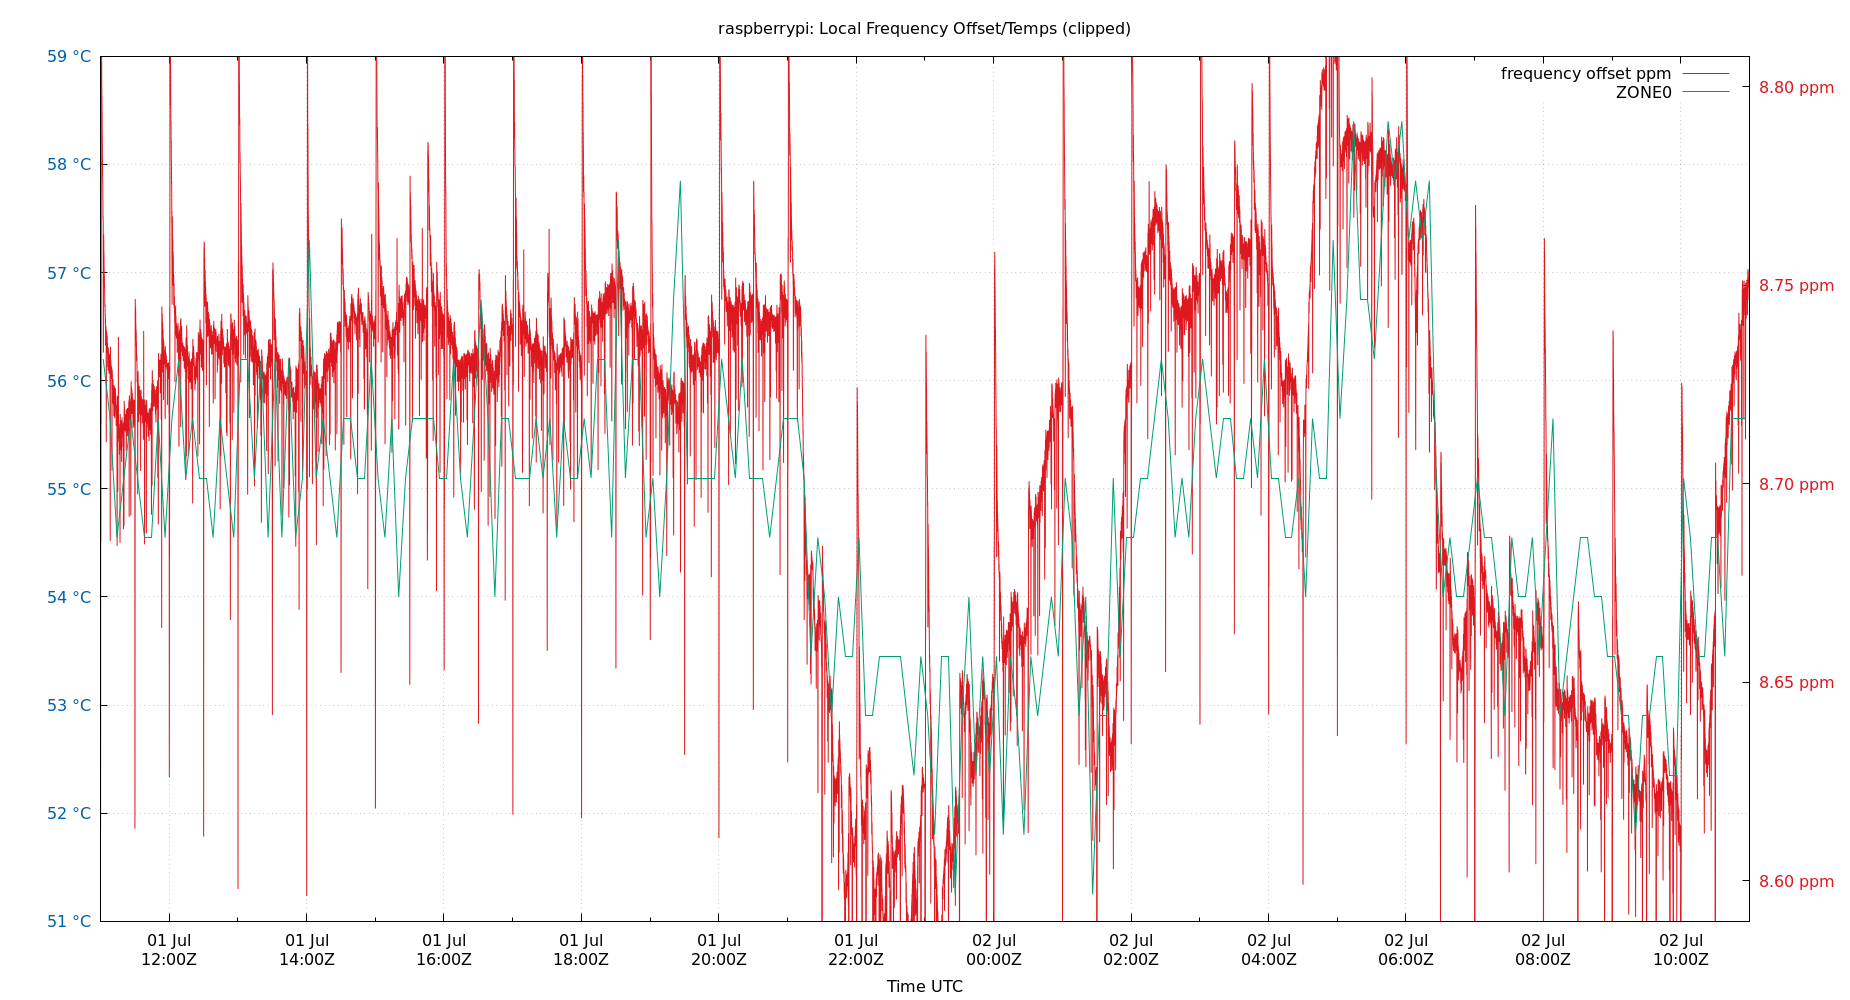 raspberrypi: Local Frequency Offset/Temps (clipped)
frequency offset ppm
ZONE0
59 °C
58 °C
57 °C
56 °C
55 °C
54 °C
53 °C
52 °C
51 °C
8.80 ppm
8.75 ppm
8.70 ppm
8.65 ppm
8.60 ppm
01 Jul
12:00Z
01 Jul
14:00Z
01 Jul
16:00Z
01 Jul
18:00Z
01 Jul
20:00Z
01 Jul
22:00Z
02 Jul
00:00Z
02 Jul
02:00Z
02 Jul
04:00Z
02 Jul
06:00Z
02 Jul
08:00Z
02 Jul
10:00Z
Time UTC